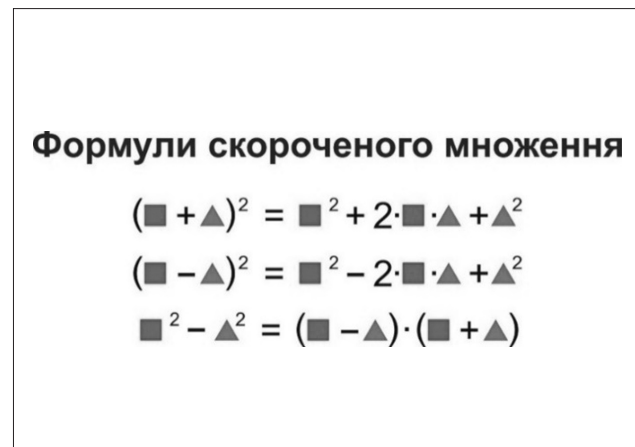 Формули скороченого множення
(■ + ▲)² = ■² + 2·■·▲ + ▲²
(■ − ▲)² = ■² − 2·■·▲ + ▲²
■² − ▲² = (■ − ▲)·(■ + ▲)